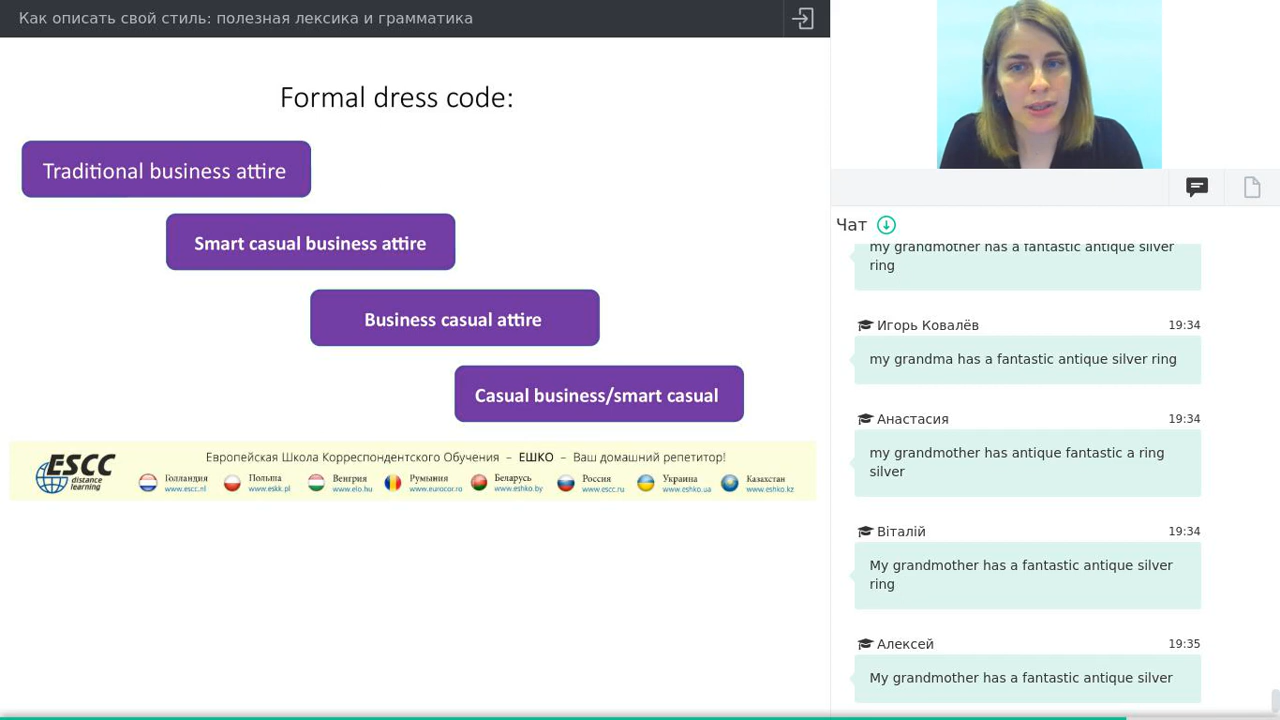 Как описать свой стиль: полезная лексика и грамматика
Formal dress code:
Traditional business attire
Smart casual business attire
Business casual attire
Casual business/smart casual
ESCC
distance
learning
Европейская Школа Корреспондентского Обучения – ЕШКО – Ваш домашний репетитор!
Голландия
www.escc.nl
Польша
www.eskk.pl
Венгрия
www.eio.hu
Румыния
www.eurocor.ro
Беларусь
www.eshko.by
Россия
www.escc.ru
Украина
www.eshko.ua
Казахстан
www.eshko.kz
Чат
my grandmother has a fantastic antique silver
ring
Игорь Ковалёв 19:34
my grandma has a fantastic antique silver ring
Анастасия 19:34
my grandmother has antique fantastic a ring
silver
Віталій 19:34
My grandmother has a fantastic antique silver
ring
Алексей 19:35
My grandmother has a fantastic antique silver